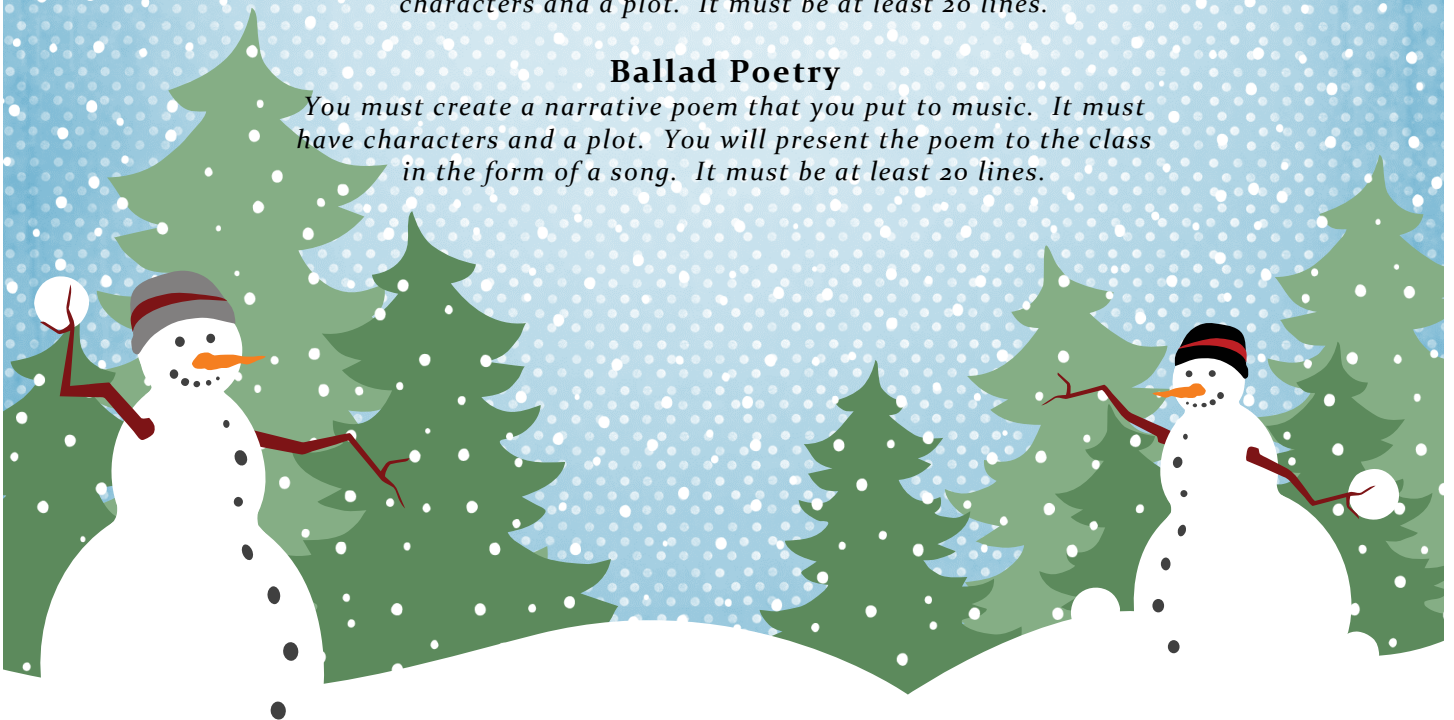 characters and a plot.  It must be at least 20 lines.
Ballad Poetry
You must create a narrative poem that you put to music.  It must
have characters and a plot.  You will present the poem to the class
in the form of a song.  It must be at least 20 lines.